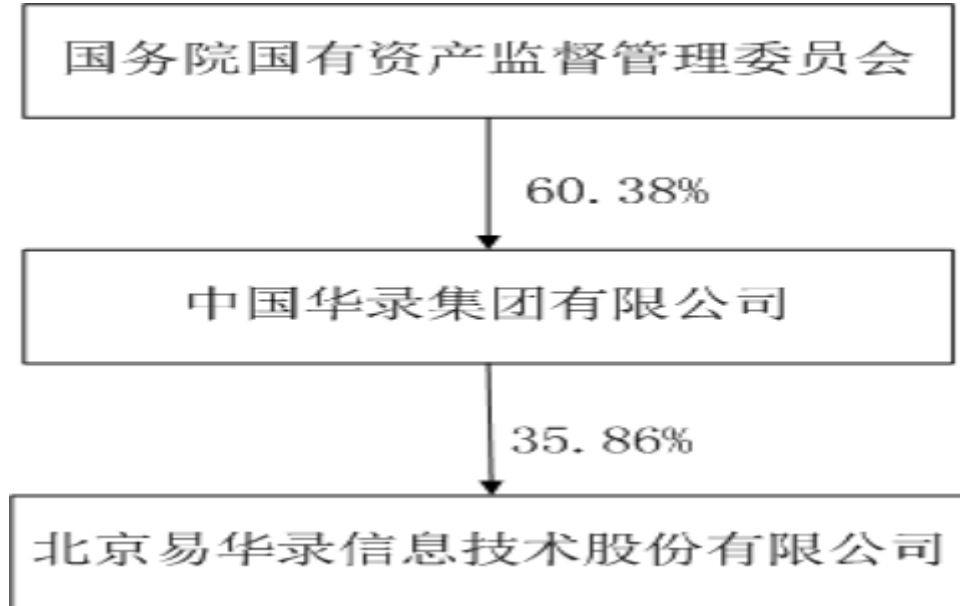 国务院国有资产监督管理委员会
60.38%
中国华录集团有限公司
35.86%
北京易华录信息技术股份有限公司